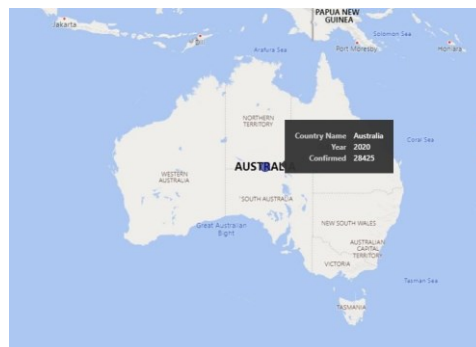 PAPUA NEW
GUINEA
Jakarta
Solomon Sea
Port Moresby
Honiara
Arafura Sea
NORTHERN
TERRITORY
Country Name Australia
Year 2020
Confirmed 28425
Coral Sea
AUSTRALIA
WESTERN
AUSTRALIA
SOUTH AUSTRALIA
Great Australian
Bight
NEW SOUTH WALES
AUSTRALIAN
CAPITAL
TERRITORY
VICTORIA
Tasman Sea
TASMANIA